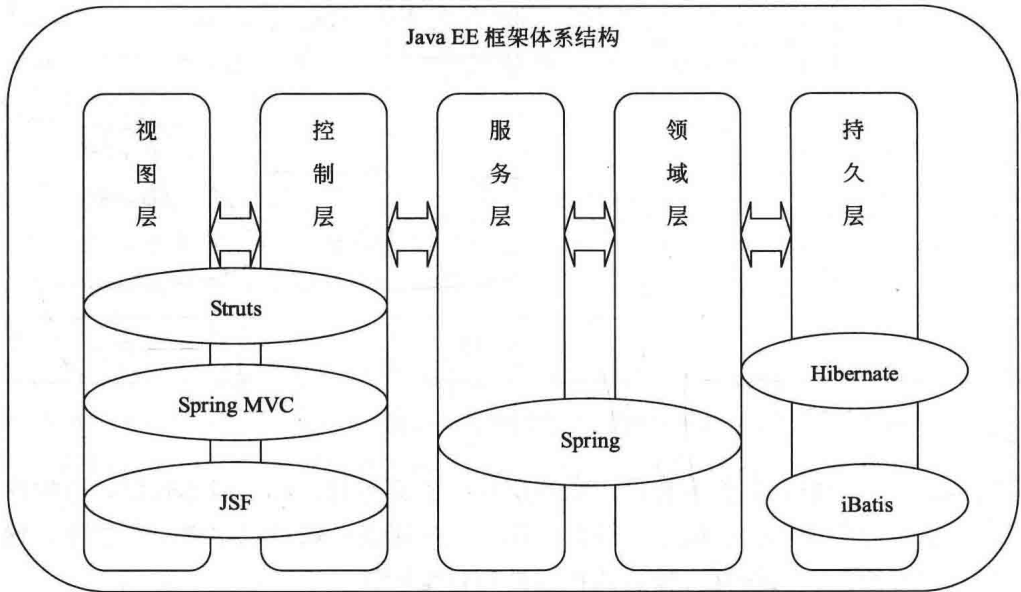 Java EE 框架体系结构
视图层
控制层
服务层
领域层
持久层
Struts
Spring MVC
JSF
Spring
Hibernate
iBatis